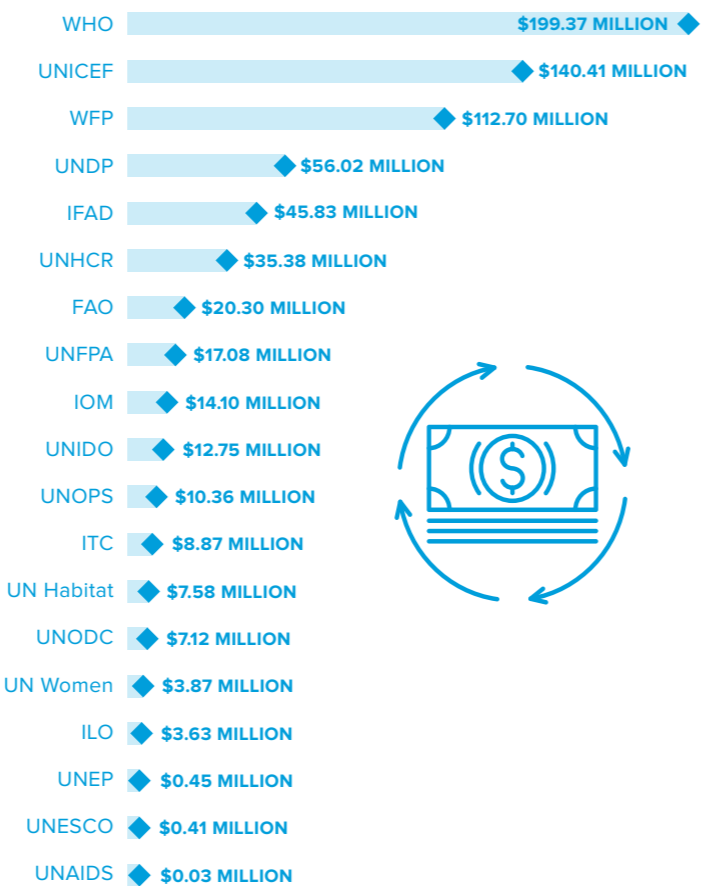 WHO $199.37 MILLION
UNICEF $140.41 MILLION
WFP $112.70 MILLION
UNDP $56.02 MILLION
IFAD $45.83 MILLION
UNHCR $35.38 MILLION
FAO $20.30 MILLION
UNFPA $17.08 MILLION
IOM $14.10 MILLION
UNIDO $12.75 MILLION
UNOPS $10.36 MILLION
ITC $8.87 MILLION
UN Habitat $7.58 MILLION
UNODC $7.12 MILLION
UN Women $3.87 MILLION
ILO $3.63 MILLION
UNEP $0.45 MILLION
UNESCO $0.41 MILLION
UNAIDS $0.03 MILLION
$